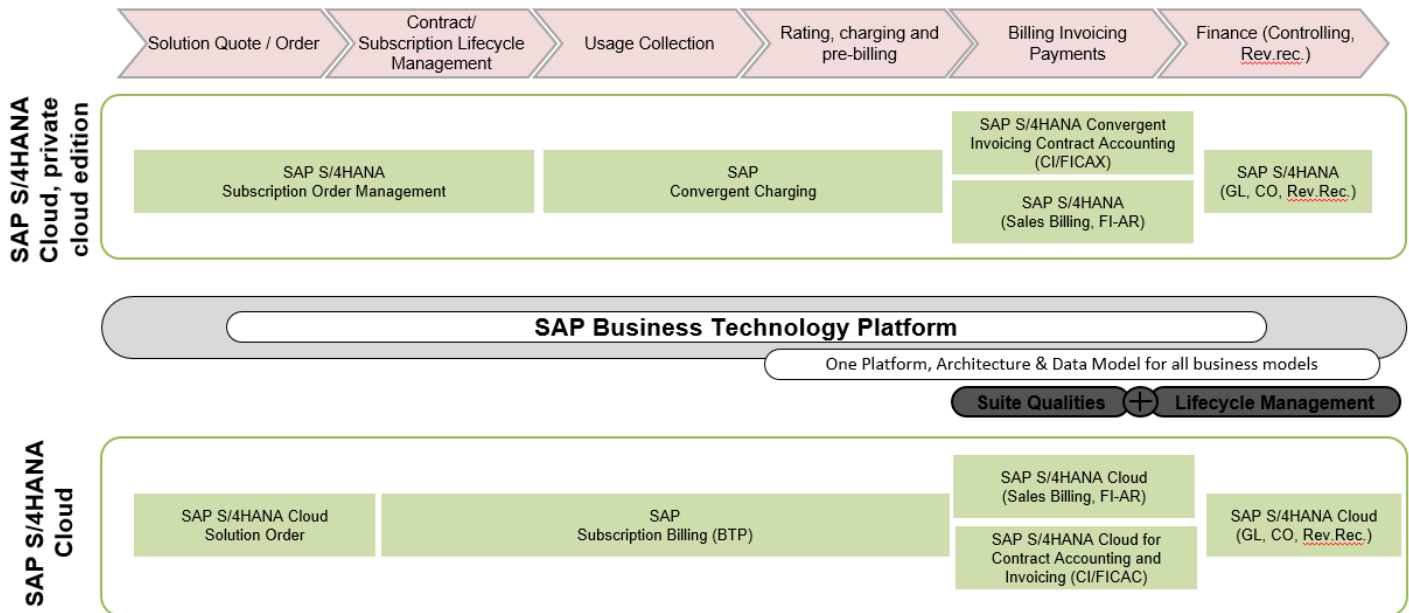 Solution Quote / Order
Contract/
Subscription Lifecycle
Management
Usage Collection
Rating, charging and
pre-billing
Billing Invoicing
Payments
Finance (Controlling,
Rev.rec.)
SAP S/4HANA
Cloud, private
cloud edition
SAP S/4HANA
Subscription Order Management
SAP
Convergent Charging
SAP S/4HANA Convergent
Invoicing Contract Accounting
(CI/FICAX)
SAP S/4HANA
(Sales Billing, FI-AR)
SAP S/4HANA
(GL, CO, Rev.Rec.)
SAP Business Technology Platform
One Platform, Architecture & Data Model for all business models
Suite Qualities + Lifecycle Management
SAP S/4HANA
Cloud
SAP S/4HANA Cloud
Solution Order
SAP
Subscription Billing (BTP)
SAP S/4HANA Cloud
(Sales Billing, FI-AR)
SAP S/4HANA Cloud for
Contract Accounting and
Invoicing (CI/FICAC)
SAP S/4HANA Cloud
(GL, CO, Rev.Rec.)